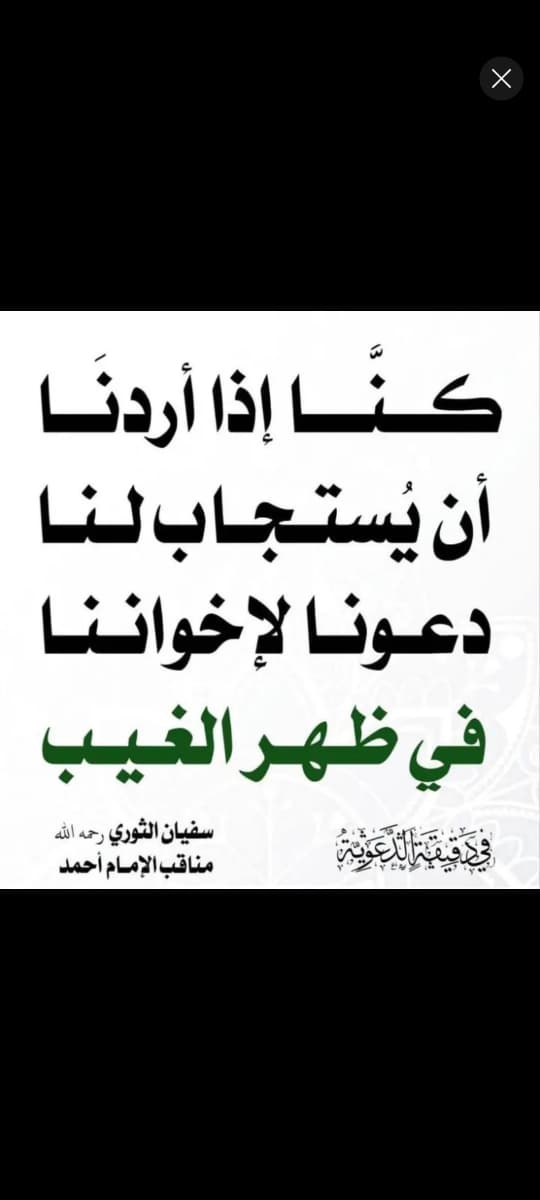 كنَّا إذا أردنَا
أن يُستجاب لنا
دعونا لإخواننا
في ظهر الغيب
سفيان الثوري رحمه الله
مناقب الإمام أحمد
في دقيقة الدعوية